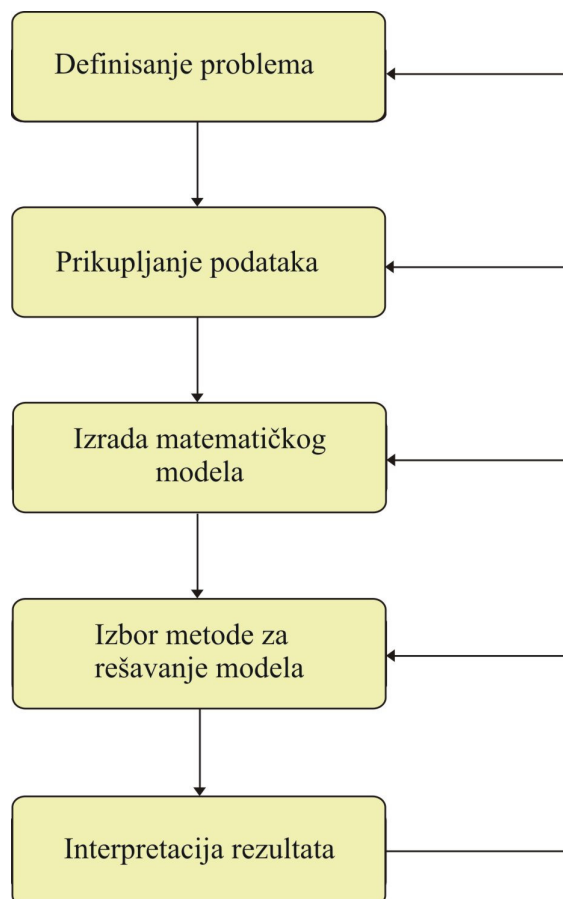 Definisanje problema
Prikupljanje podataka
Izrada matematičkog
modela
Izbor metode za
rešavanje modela
Interpretacija rezultata